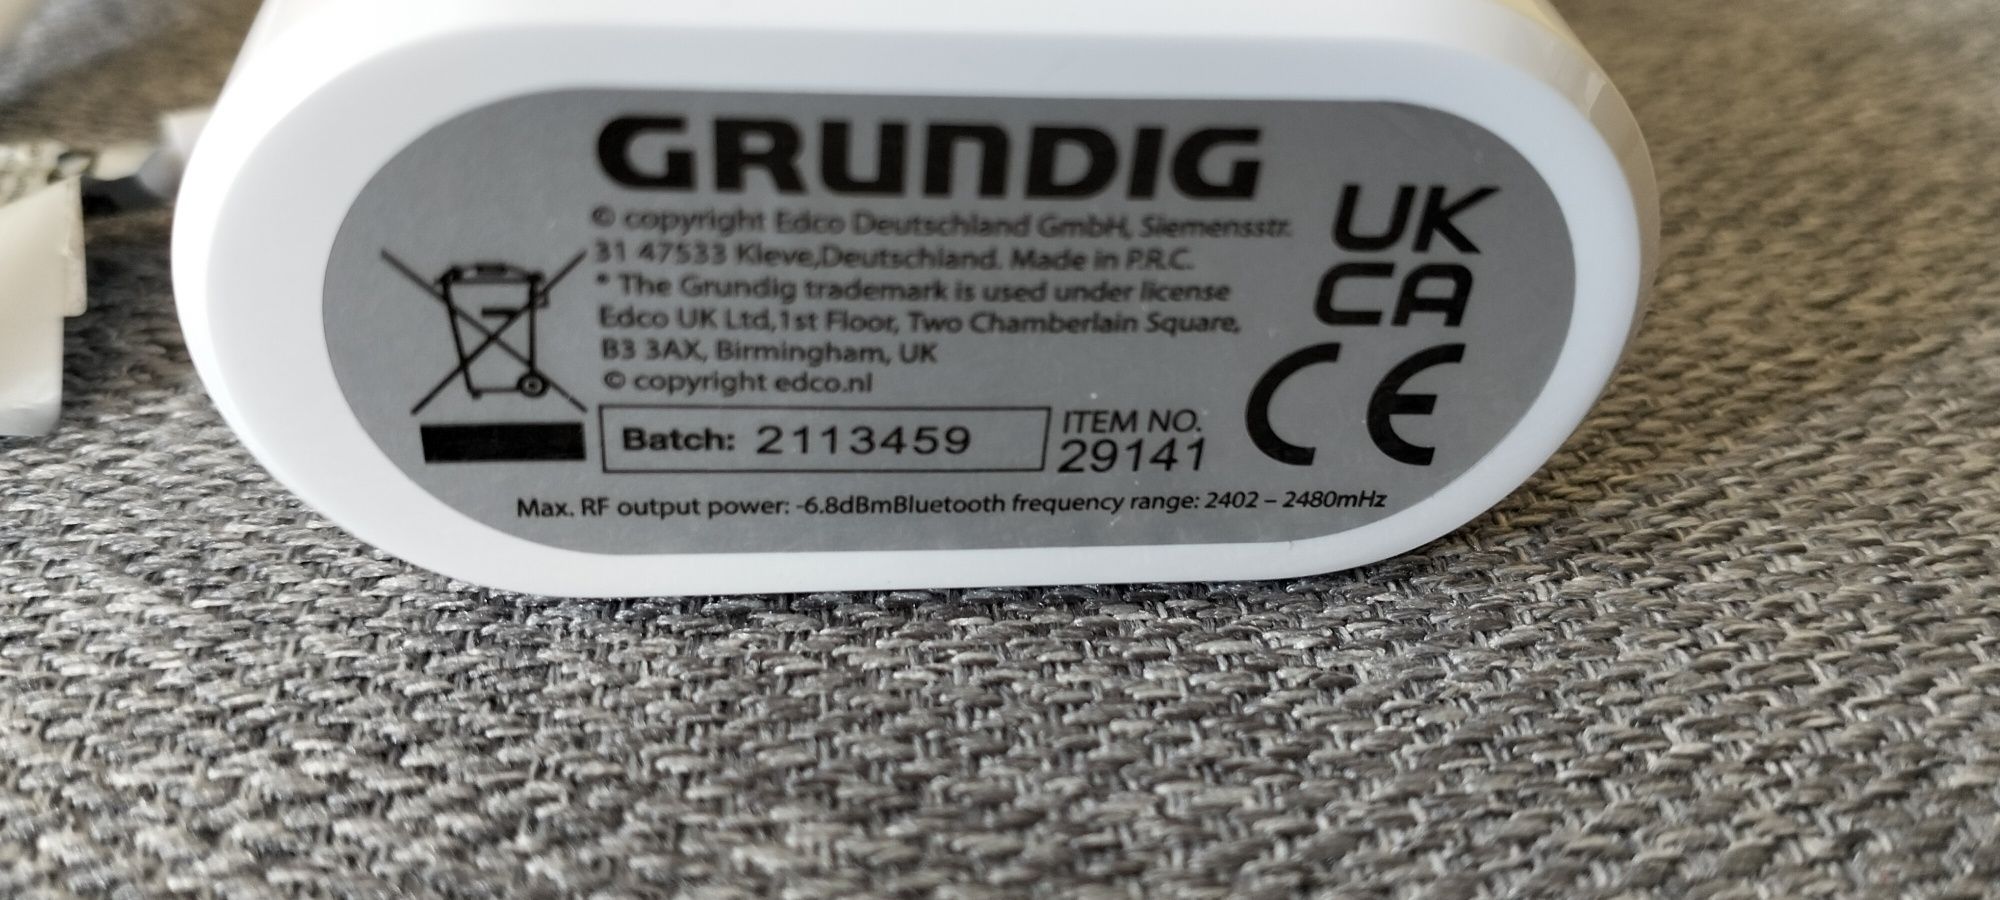 GRUNDIG
© copyright Edco Deutschland GmbH, Siemensstr.
31 47533 Kleve,Deutschland. Made in P.R.C.
* The Grundig trademark is used under license
Edco UK Ltd,1st Floor, Two Chamberlain Square,
B3 3AX, Birmingham, UK
© copyright edco.nl
Batch: 2113459
ITEM NO.
29141
UK
CA
CE
Max. RF output power: -6.8dBmBluetooth frequency range: 2402 – 2480mHz